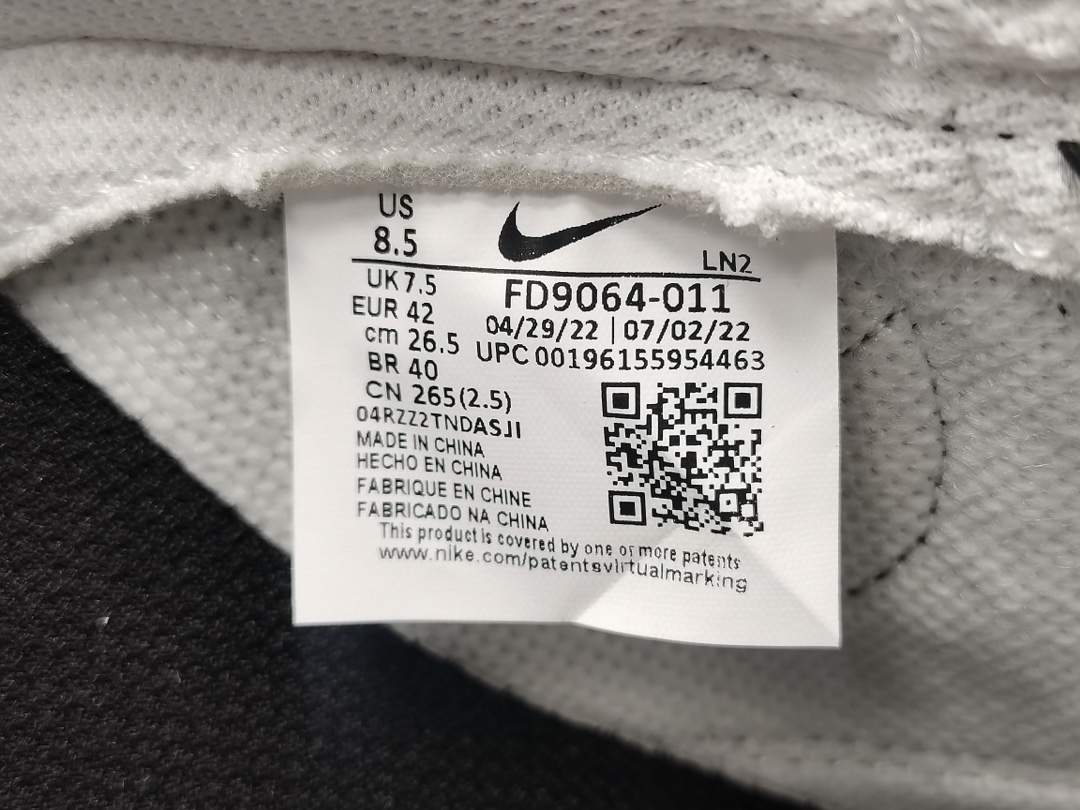 US
8.5
LN2
UK 7.5
EUR 42
cm 26.5
BR 40
CN 265(2.5)
FD9064-011
04/29/22 | 07/02/22
UPC 00196155954463
04RZZ2TNDASJI
MADE IN CHINA
HECHO EN CHINA
FABRIQUE EN CHINE
FABRICADO NA CHINA
This product is covered by one or more patents
www.nike.com/patentsvirtualmarking